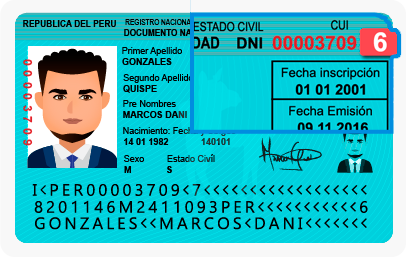 REPUBLICA DEL PERU
REGISTRO NACIONA
DOCUMENTO NA
ESTADO CIVIL
CUI
DAD DNI 00003709
6
Primer Apellido
GONZALES
Segundo Apellido
QUISPE
Pre Nombres
MARCOS DANI
Nacimiento: Fech
14 01 1982 140101
Sexo Estado Civil
M S
00003709
Fecha inscripción
01 01 2001
Fecha Emisión
09 11 2016
I<PER00003709<7<<<<<<<<<<<<<<<
8201146M2411093PER<<<<<<<<<<<6
GONZALES<<MARCOS<DANI<<<<<<<<<